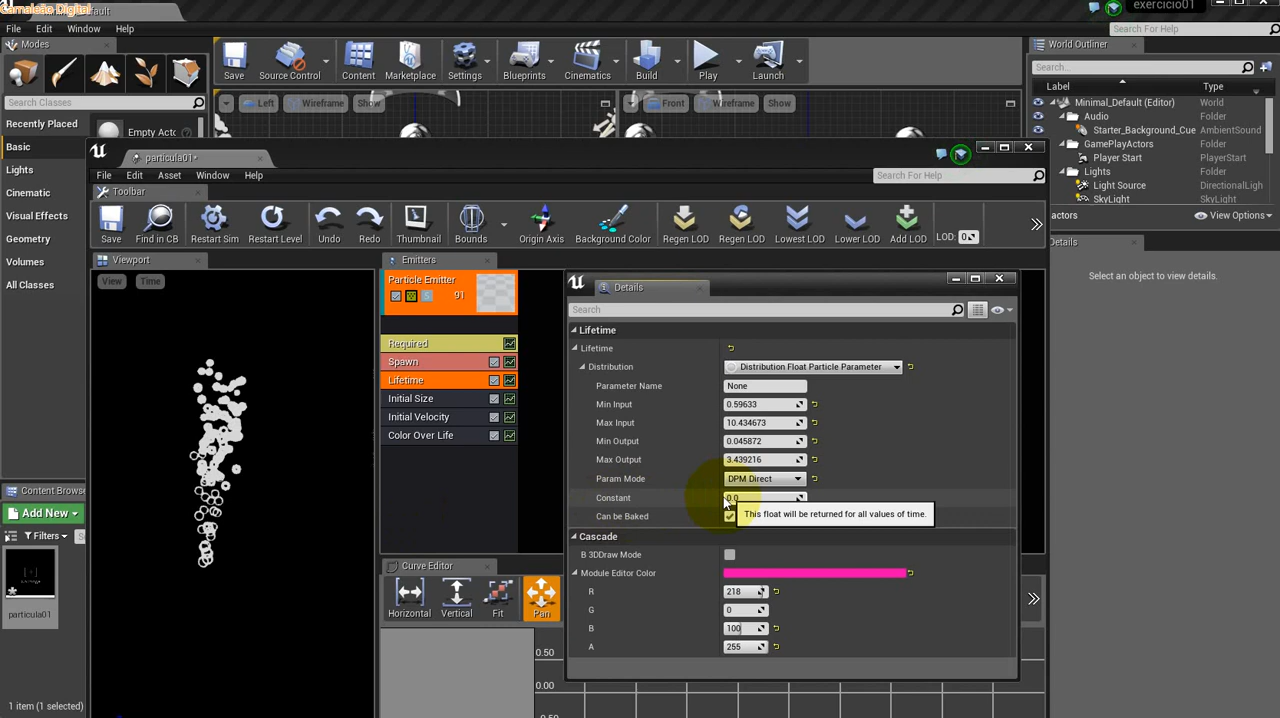 Camaleão Digital
Default
exercicio01
File Edit Window Help
Search For Help
Modes
World Outliner
Save Source Control Content Marketplace Settings Blueprints Cinematics Build Play Launch
Search...
Label Type
Search Classes
Left Wireframe Show
Front Wireframe Show
Minimal_Default (Editor) World
Recently Placed
Audio Folder
Basic
Empty Acto
Starter_Background_Cue AmbientSound
GamePlayActors Folder
Player Start PlayerStart
Lights
Lights Folder
Light Source DirectionalLigh
SkyLight SkyLight
Cinematic
actors View Options
Visual Effects
Geometry
Volumes
All Classes
Details
Select an object to view details.
particula01*
File Edit Asset Window Help
Search For Help
Toolbar
Save Find in CB Restart Sim Restart Level Undo Redo Thumbnail Bounds Origin Axis Background Color Regen LOD Regen LOD Lowest LOD Lower LOD Add LOD LOD: 0
Viewport
View Time
Emitters
Particle Emitter
91
Required
Spawn
Lifetime
Initial Size
Initial Velocity
Color Over Life
Details
Search
Lifetime
Lifetime
Distribution Distribution Float Particle Parameter
Parameter Name None
Min Input 0.59633
Max Input 10.434673
Min Output 0.045872
Max Output 3.439216
Param Mode DPM Direct
Constant 0.0
This float will be returned for all values of time.
Can be Baked
Cascade
B 3DDraw Mode
Module Editor Color
R 218
G 0
B 100
A 255
Curve Editor
Horizontal Vertical Fit Pan
0.50
0.00
-0.50
Content Browse
Add New
Filters
particula01
1 item (1 selected)